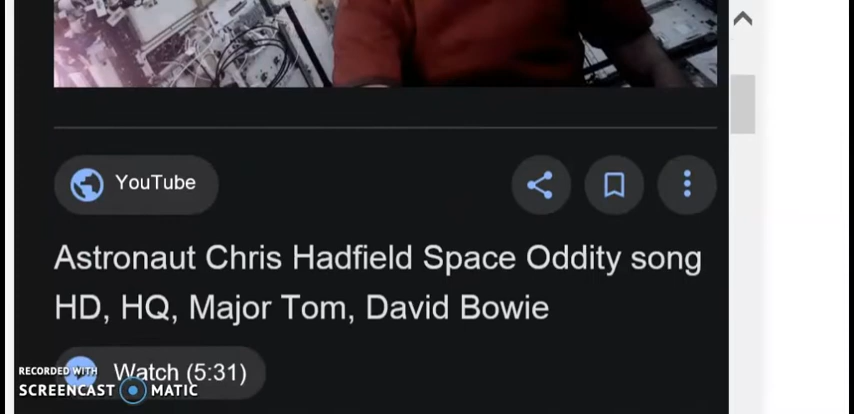 YouTube
Astronaut Chris Hadfield Space Oddity song
HD, HQ, Major Tom, David Bowie
Watch (5:31)
RECORDED WITH
SCREENCAST MATIC